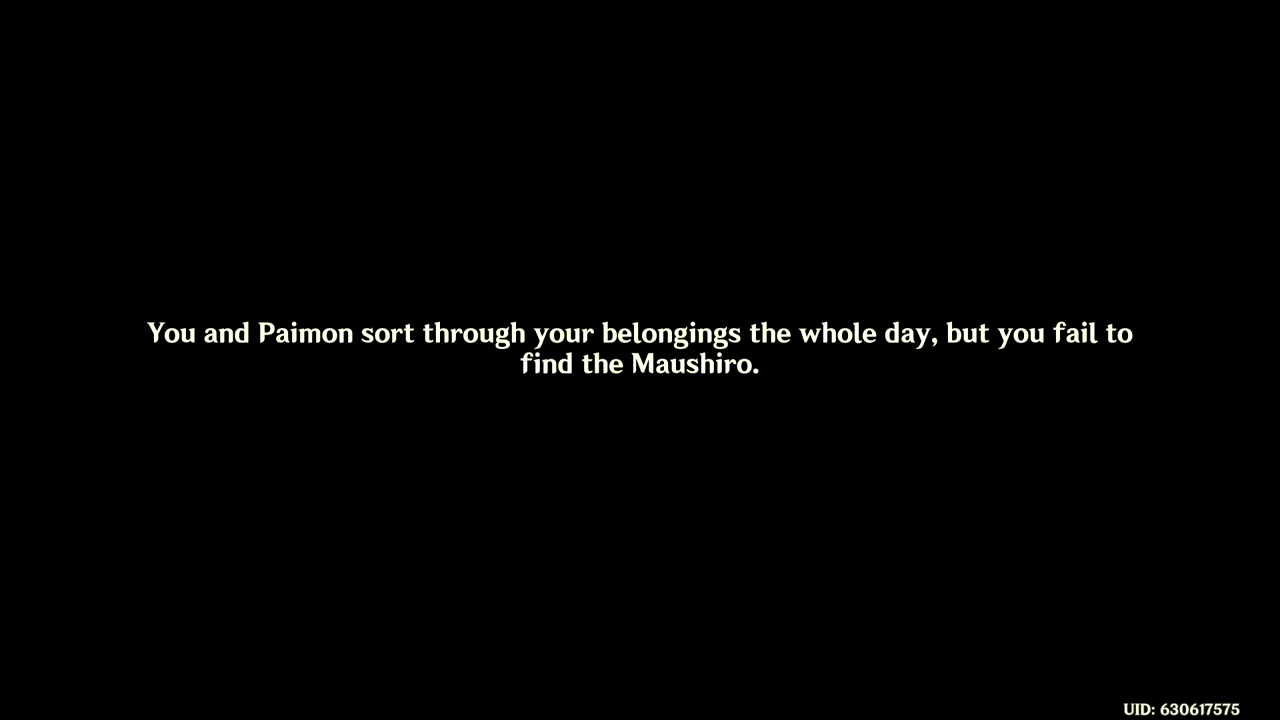 You and Paimon sort through your belongings the whole day, but you fail to
find the Maushiro.
UID: 630617575